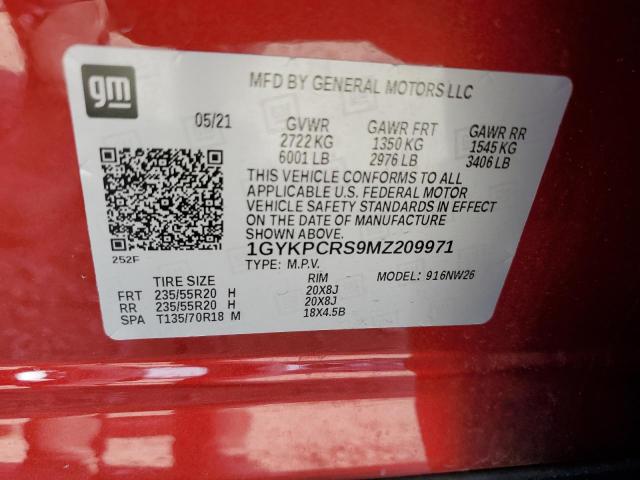 gm
MFD BY GENERAL MOTORS LLC
05/21 GVWR GAWR FRT GAWR RR
2722 KG 1350 KG 1545 KG
6001 LB 2976 LB 3406 LB
THIS VEHICLE CONFORMS TO ALL
APPLICABLE U.S. FEDERAL MOTOR
VEHICLE SAFETY STANDARDS IN EFFECT
ON THE DATE OF MANUFACTURE
SHOWN ABOVE.
252F
1GYKPCRS9MZ209971
TYPE: M.P.V. MODEL: 916NW26
TIRE SIZE RIM
FRT 235/55R20 H 20X8J
RR 235/55R20 H 20X8J
SPA T135/70R18 M 18X4.5B